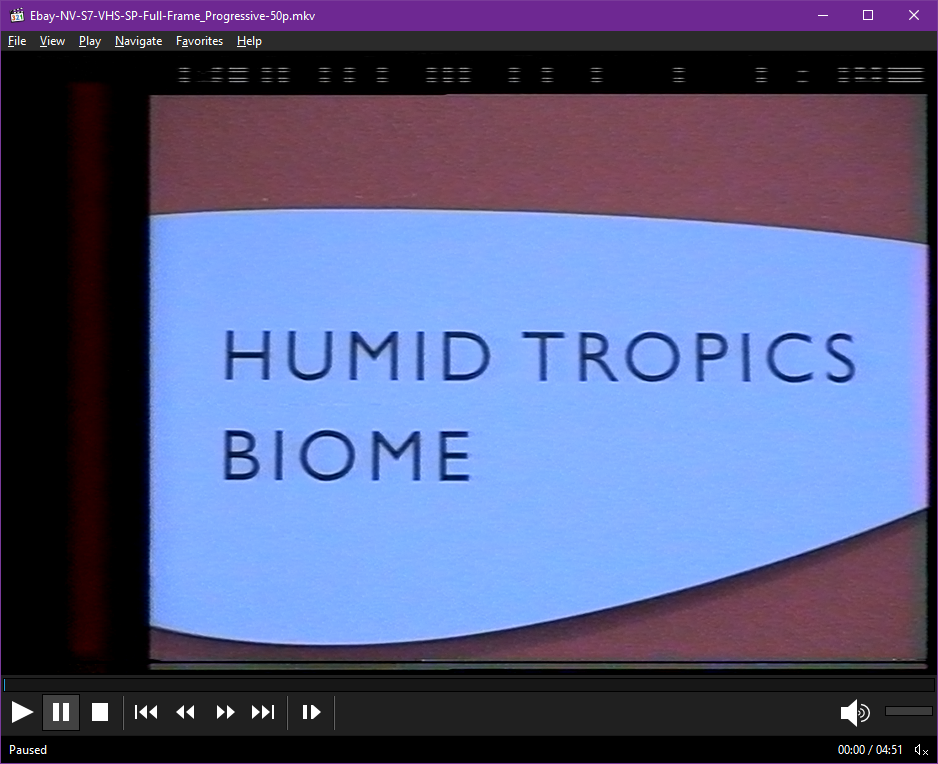 Ebay-NV-S7-VHS-SP-Full-Frame_Progressive-50p.mkv
File View Play Navigate Favorites Help
HUMID TROPICS
BIOME
Paused
00:00 / 04:51